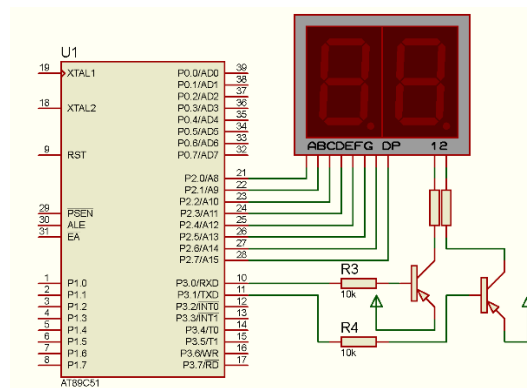 U1
19 XTAL1 P0.0/AD0 39
P0.1/AD1 38
P0.2/AD2 37
18 XTAL2 P0.3/AD3 36
P0.4/AD4 35
P0.5/AD5 34
P0.6/AD6 33
9 RST P0.7/AD7 32
ABCDEFG DP 12
P2.0/A8 21
P2.1/A9 22
P2.2/A10 23
29 PSEN P2.3/A11 24
30 ALE P2.4/A12 25
31 EA P2.5/A13 26
P2.6/A14 27
P2.7/A15 28
1 P1.0 P3.0/RXD 10
2 P1.1 P3.1/TXD 11
3 P1.2 P3.2/INT0 12
4 P1.3 P3.3/INT1 13
5 P1.4 P3.4/T0 14
6 P1.5 P3.5/T1 15
7 P1.6 P3.6/WR 16
8 P1.7 P3.7/RD 17
AT89C51
R3
10k
R4
10k